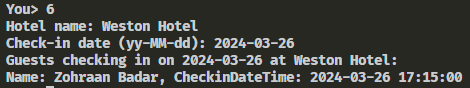 You> 6
Hotel name: Weston Hotel
Check-in date (yy-MM-dd): 2024-03-26
Guests checking in on 2024-03-26 at Weston Hotel:
Name: Zohraan Badar, CheckinDateTime: 2024-03-26 17:15:00